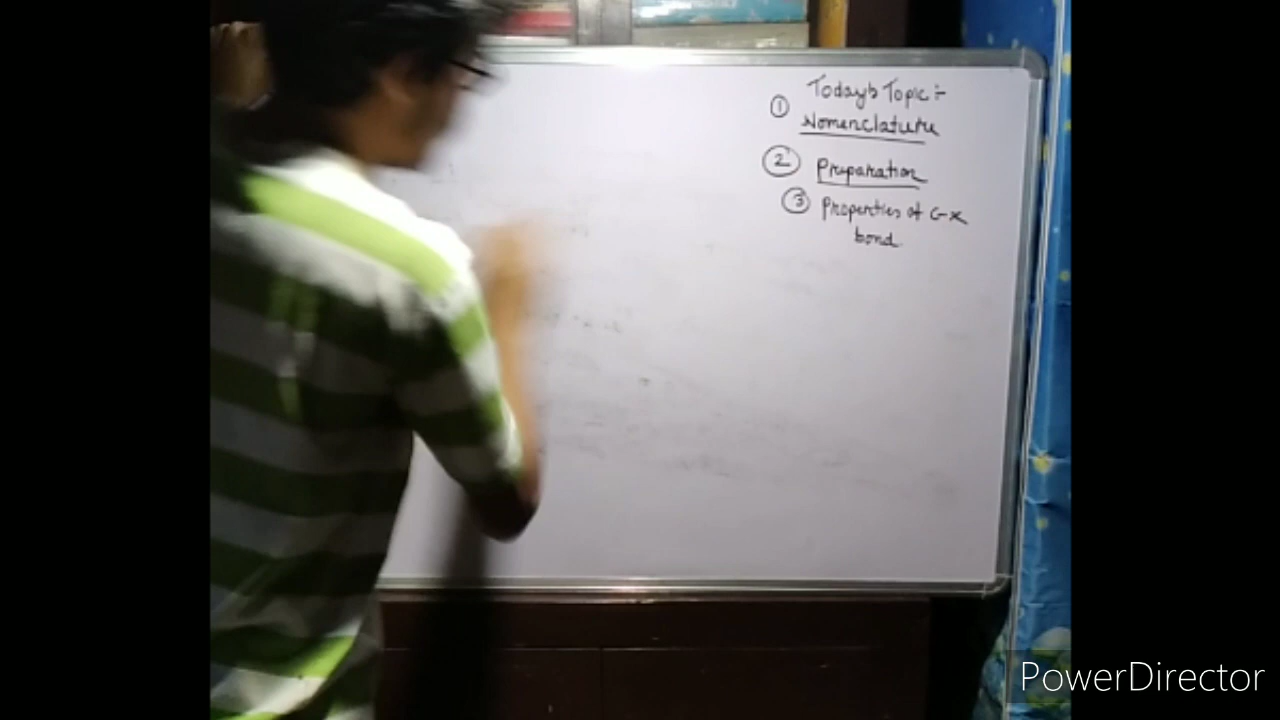 Today's Topic :-
① Nomenclature
② Preparation
③ Properties of C-X
bond.
PowerDirector